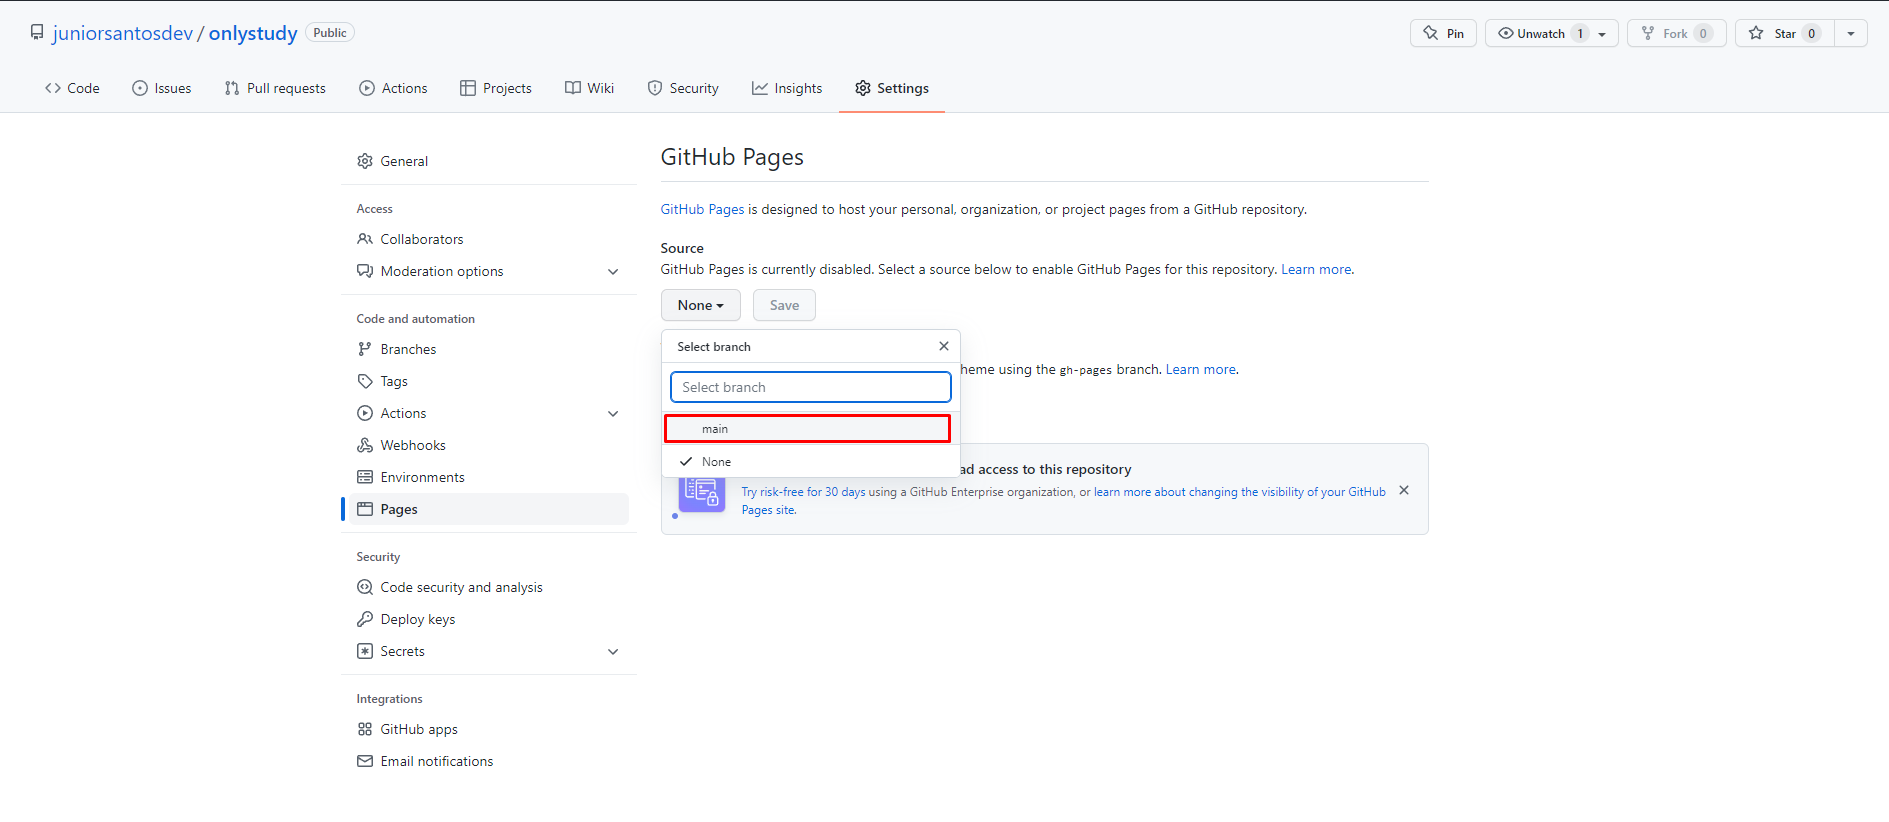 juniorsantosdev / onlystudy Public
Pin Unwatch 1 Fork 0 Star 0
Code Issues Pull requests Actions Projects Wiki Security Insights Settings
General
Access
Collaborators
Moderation options
Code and automation
Branches
Tags
Actions
Webhooks
Environments
Pages
Security
Code security and analysis
Deploy keys
Secrets
Integrations
GitHub apps
Email notifications
GitHub Pages
GitHub Pages is designed to host your personal, organization, or project pages from a GitHub repository.
Source
GitHub Pages is currently disabled. Select a source below to enable GitHub Pages for this repository. Learn more.
None Save
Select branch
Select branch
main
None
heme using the gh-pages branch. Learn more.
ad access to this repository
Try risk-free for 30 days using a GitHub Enterprise organization, or learn more about changing the visibility of your GitHub
Pages site.